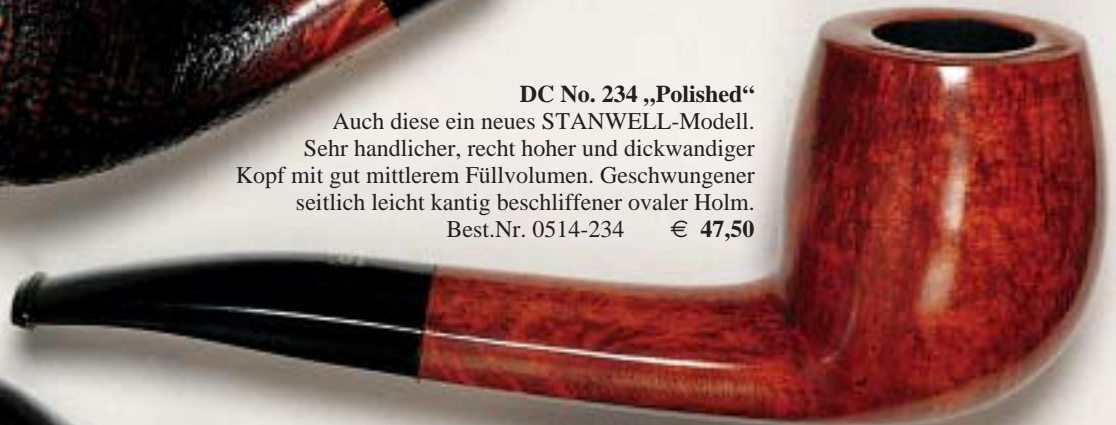 DC No. 234 „Polished“
Auch diese ein neues STANWELL-Modell.
Sehr handlicher, recht hoher und dickwandiger
Kopf mit gut mittlerem Füllvolumen. Geschwungener
seitlich leicht kantig beschliffener ovaler Holm.
Best.Nr. 0514-234 € 47,50